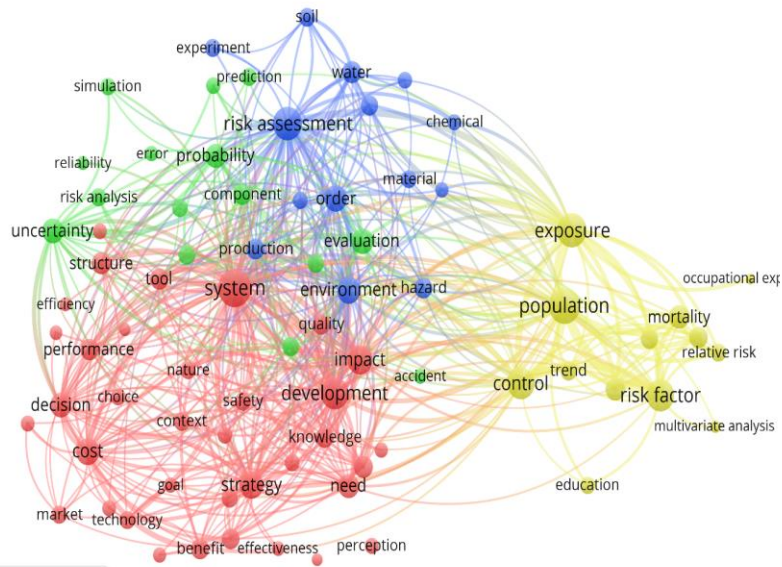 soil
experiment
water
prediction
simulation
risk assessment
chemical
error
probability
reliability
material
risk analysis
component
order
uncertainty
exposure
evaluation
production
structure
tool
system
environment
hazard
occupational exp
efficiency
population
quality
mortality
performance
impact
relative risk
nature
accident
trend
control
development
choice
safety
risk factor
decision
context
multivariate analysis
knowledge
cost
goal
strategy
need
education
market
technology
benefit
effectiveness
perception